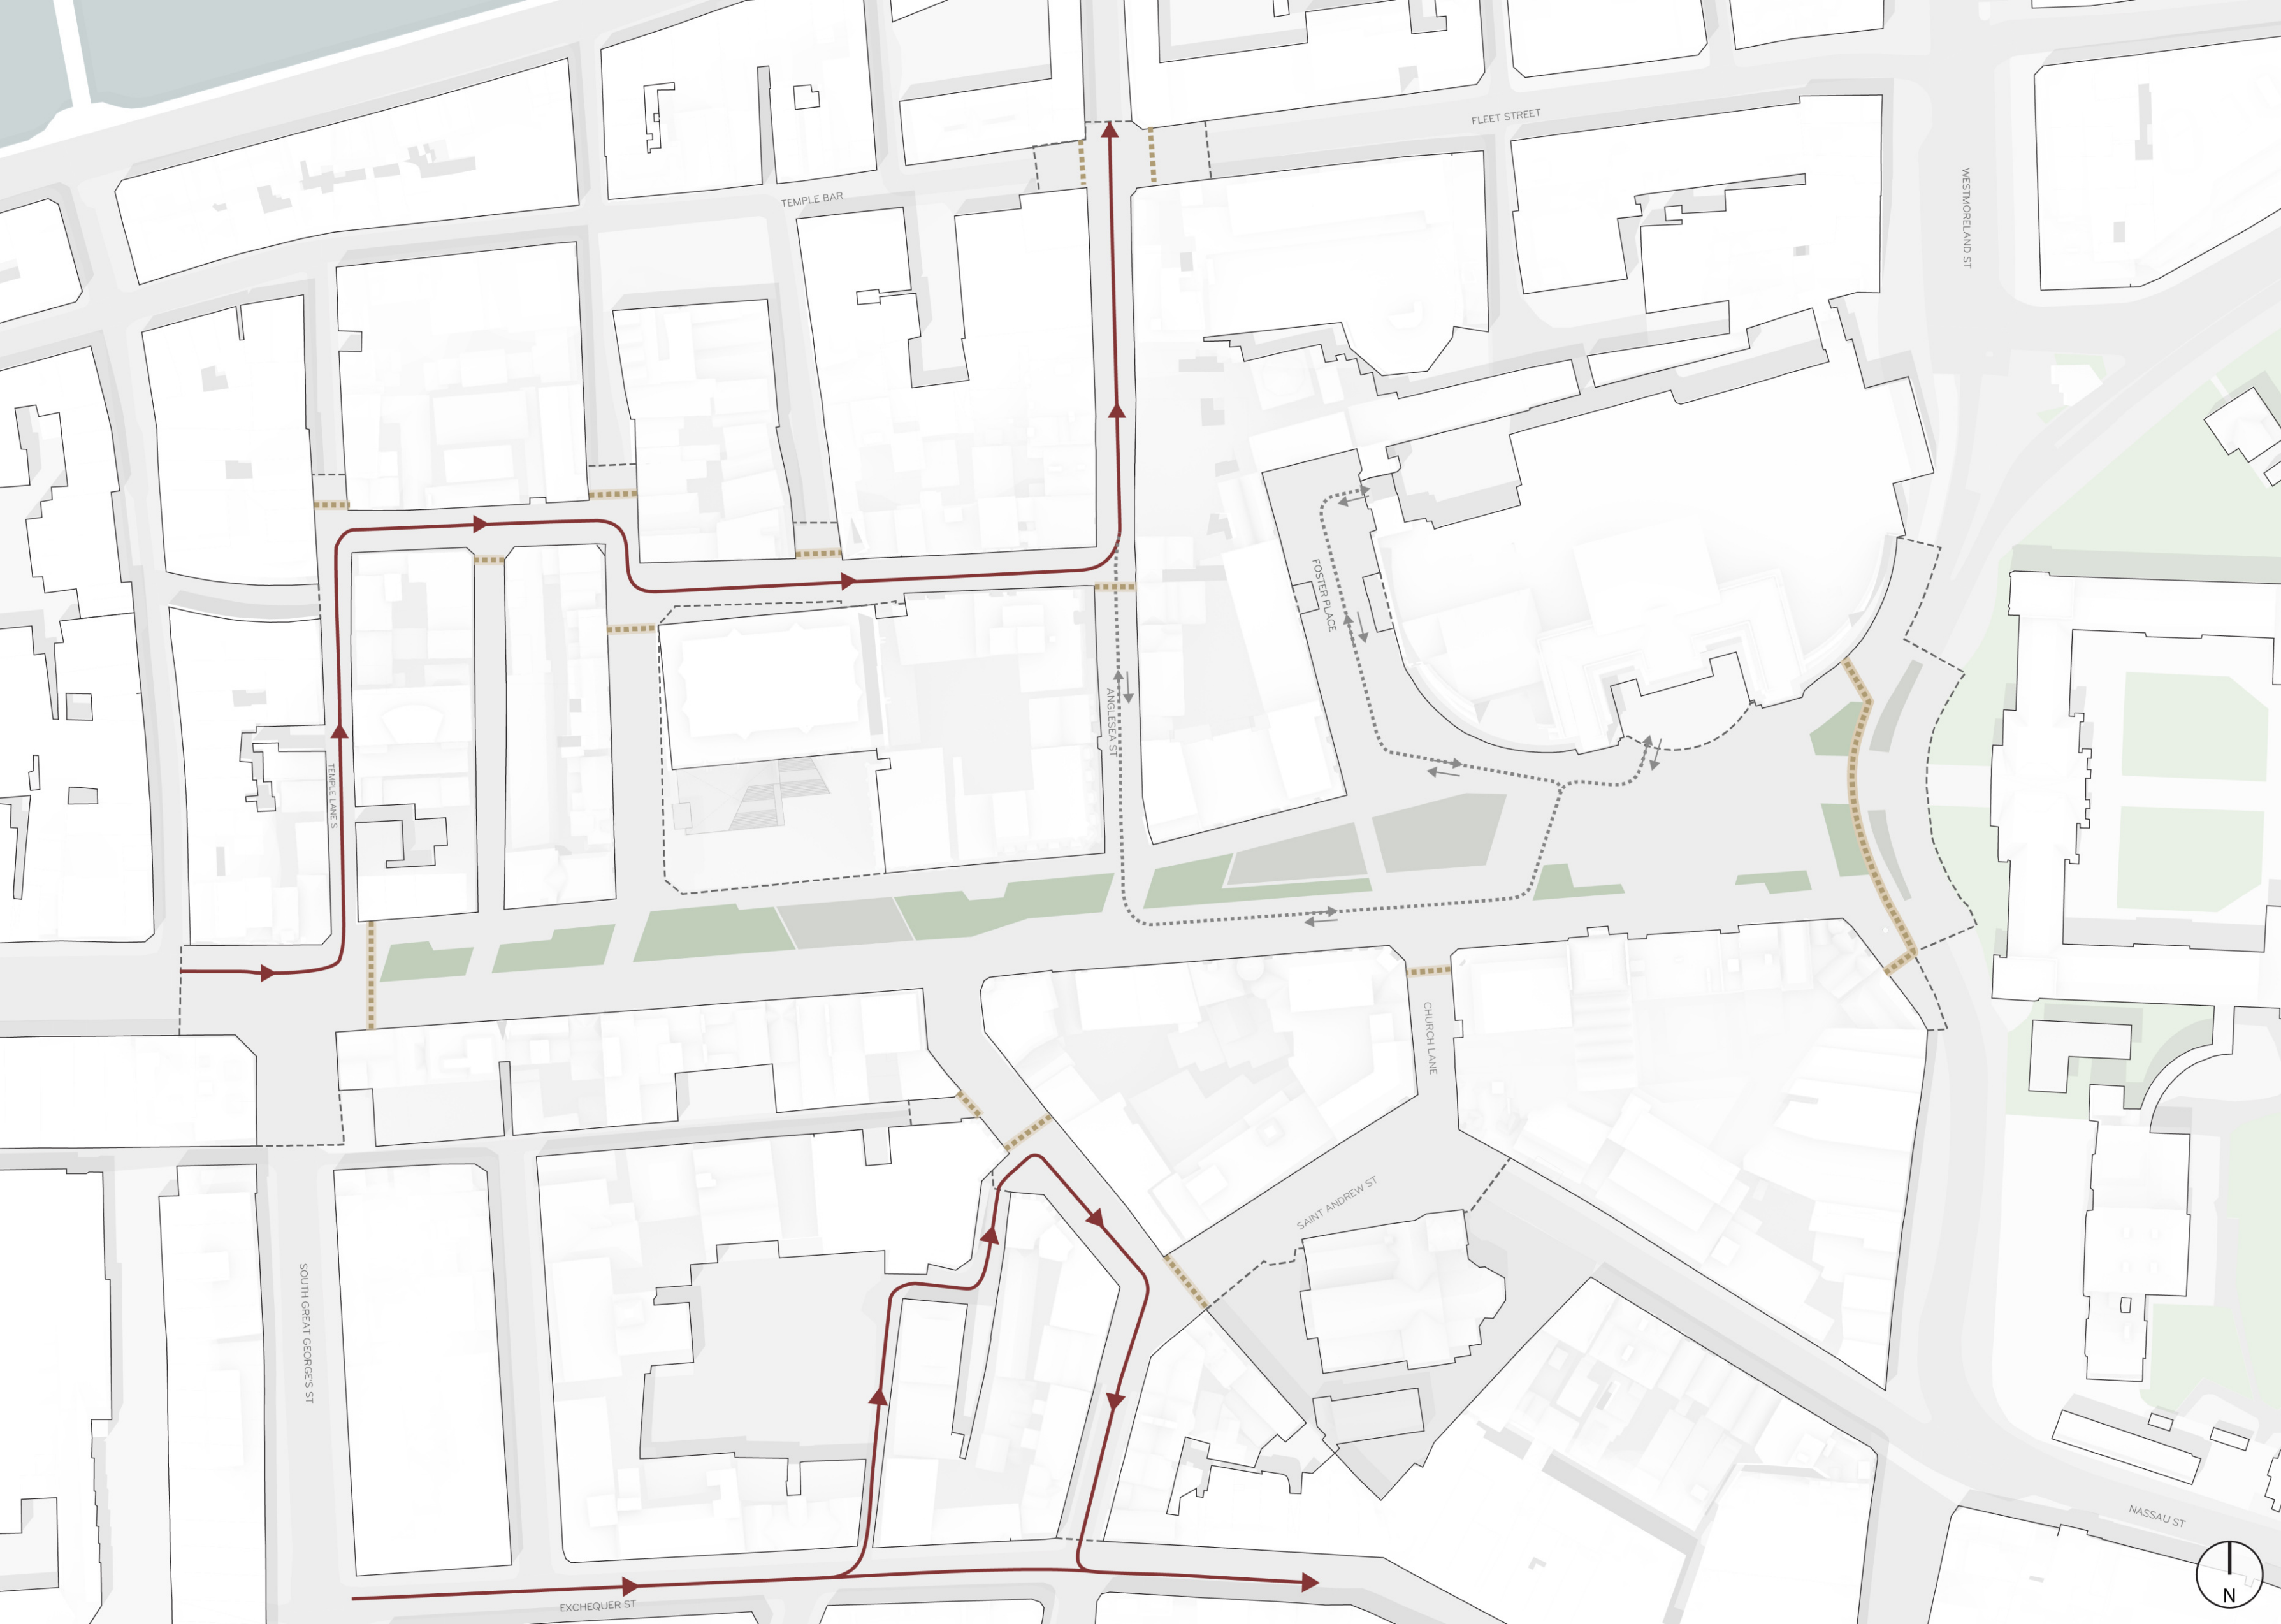 FLEET STREET
WESTMORELAND ST
TEMPLE BAR
FOSTER PLACE
ANGLESEA ST
TEMPLE LANE S
CHURCH LANE
SAINT ANDREW ST
SOUTH GREAT GEORGE'S ST
NASSAU ST
N
EXCHEQUER ST